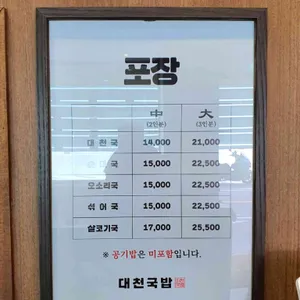 포장
中 大
(2인분) (3인분)
대 천 국 14,000 21,000
국 15,000 22,500
오소리국 15,000 22,500
섞 어 국 15,000 22,500
살코기국 17,000 25,500
※ 공기밥은 미포함입니다.
대천국밥